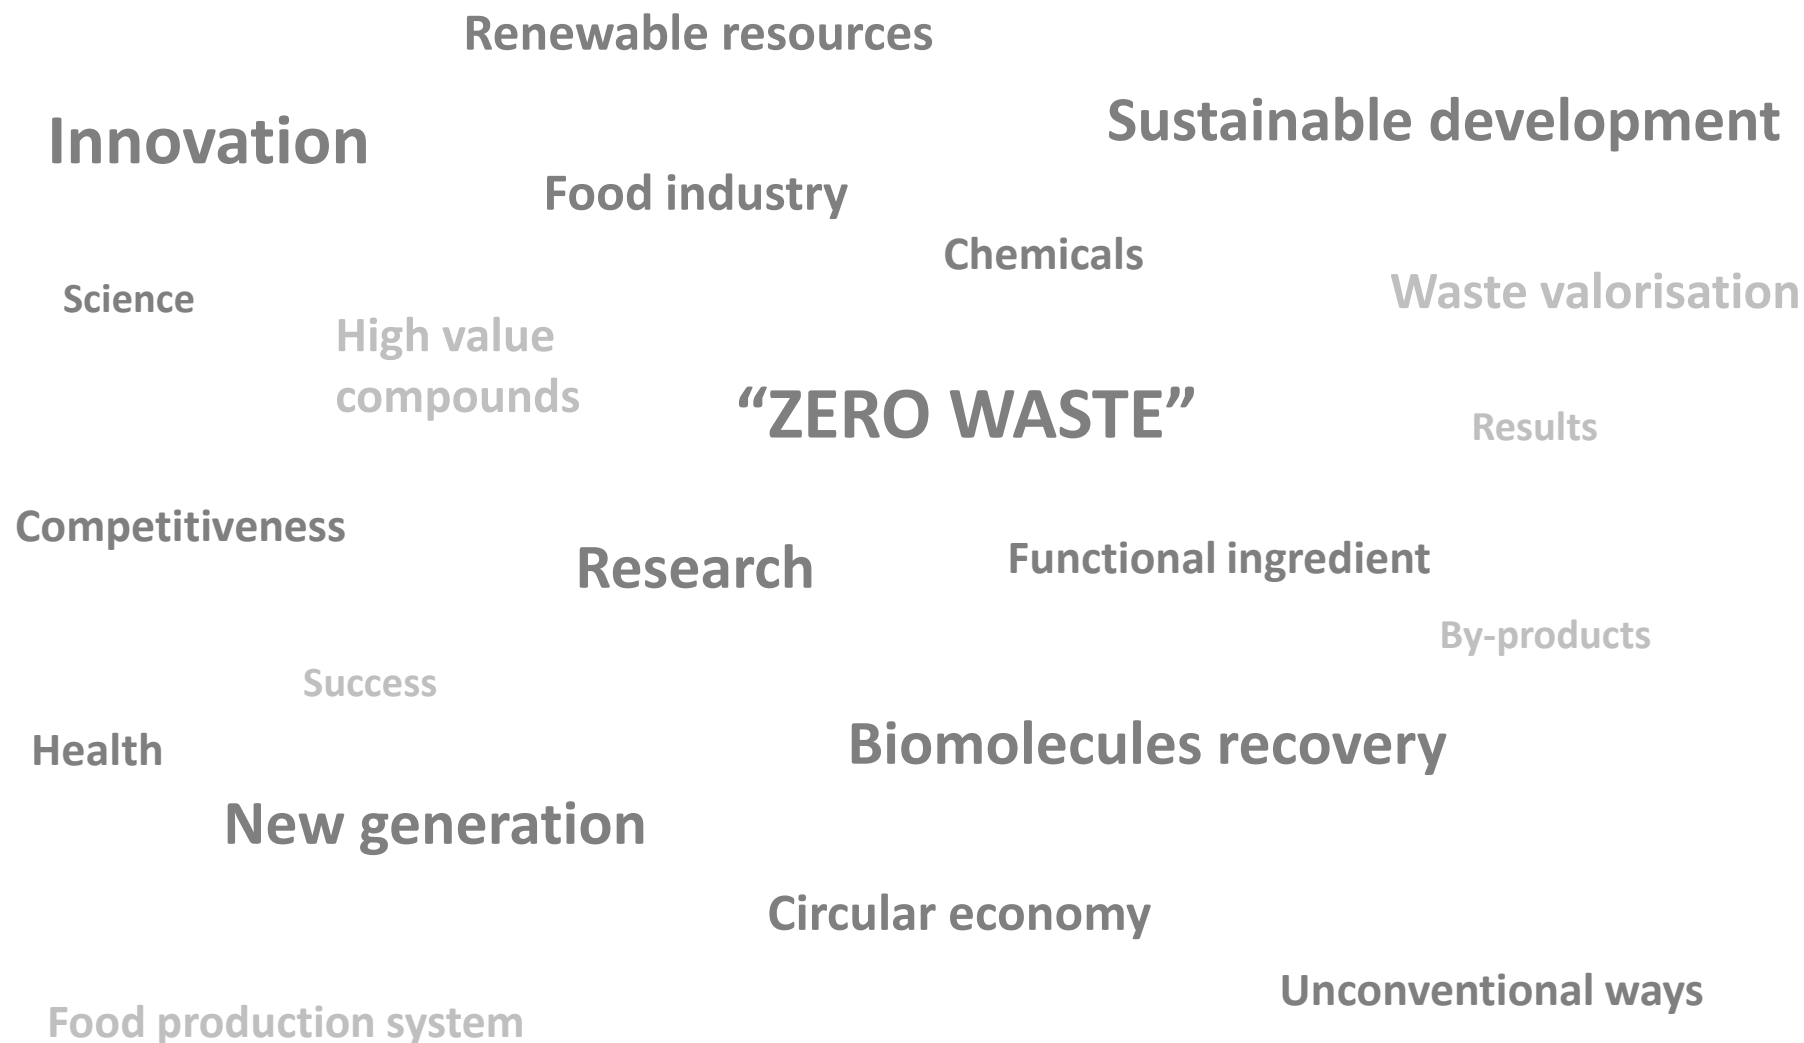 Renewable resources
Innovation
Sustainable development
Food industry
Chemicals
Science
Waste valorisation
High value
compounds
“ZERO WASTE”
Results
Competitiveness
Research
Functional ingredient
By-products
Success
Health
Biomolecules recovery
New generation
Circular economy
Unconventional ways
Food production system